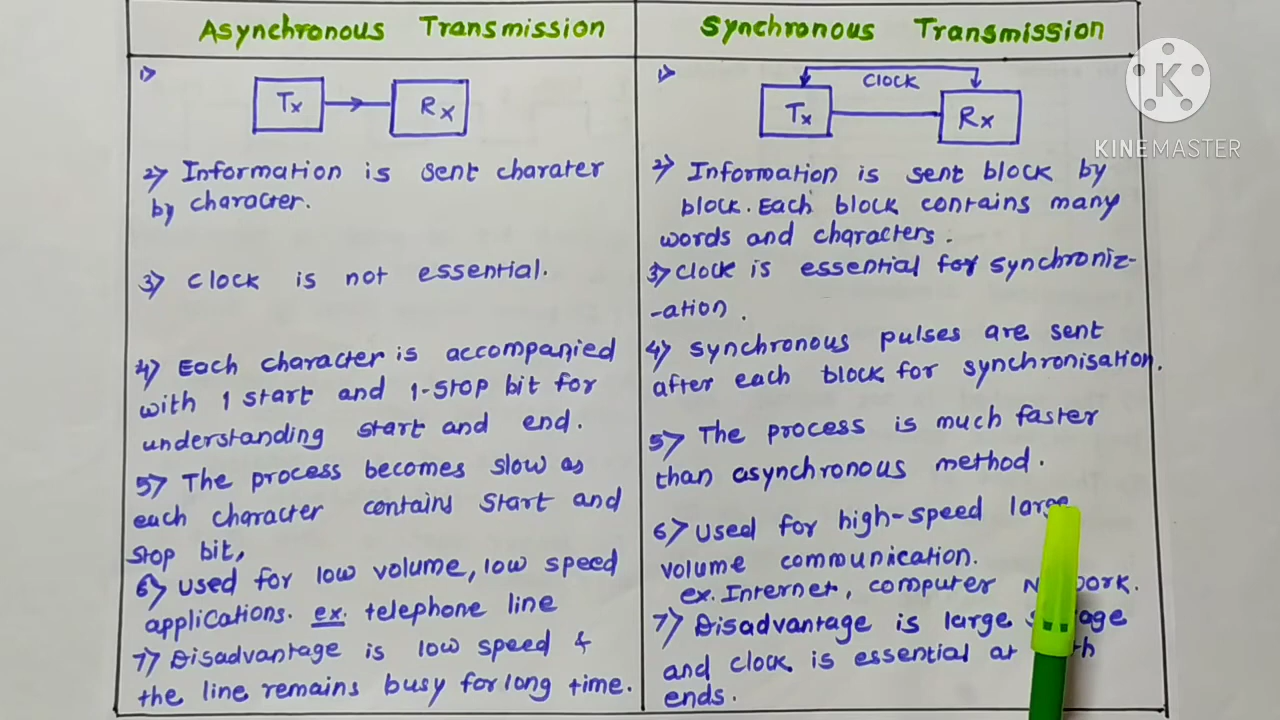 Asynchronous Transmission
1)
Tx
Rx
2) Information is sent charater
by character.
3) Clock is not essential.
4) Each character is accompanied
with 1 start and 1-stop bit for
understanding start and end.
5) The process becomes slow as
each character contains start and
stop bit,
6) Used for low volume, low speed
applications. ex. telephone line
7) Disadvantage is low speed &
the line remains busy for long time.
Synchronous Transmission
1)
CLOCK
Tx
Rx
2) Information is sent block by
block. Each block contains many
words and characters.
3) Clock is essential for synchroniz-
-ation.
4) Synchronous pulses are sent
after each block for synchronisation.
5) The process is much faster
than asynchronous method.
6) Used for high-speed large
volume communication.
ex. Internet, computer
7) Disadvantage is large
and clock is essential at
ends.
K
KINEMASTER